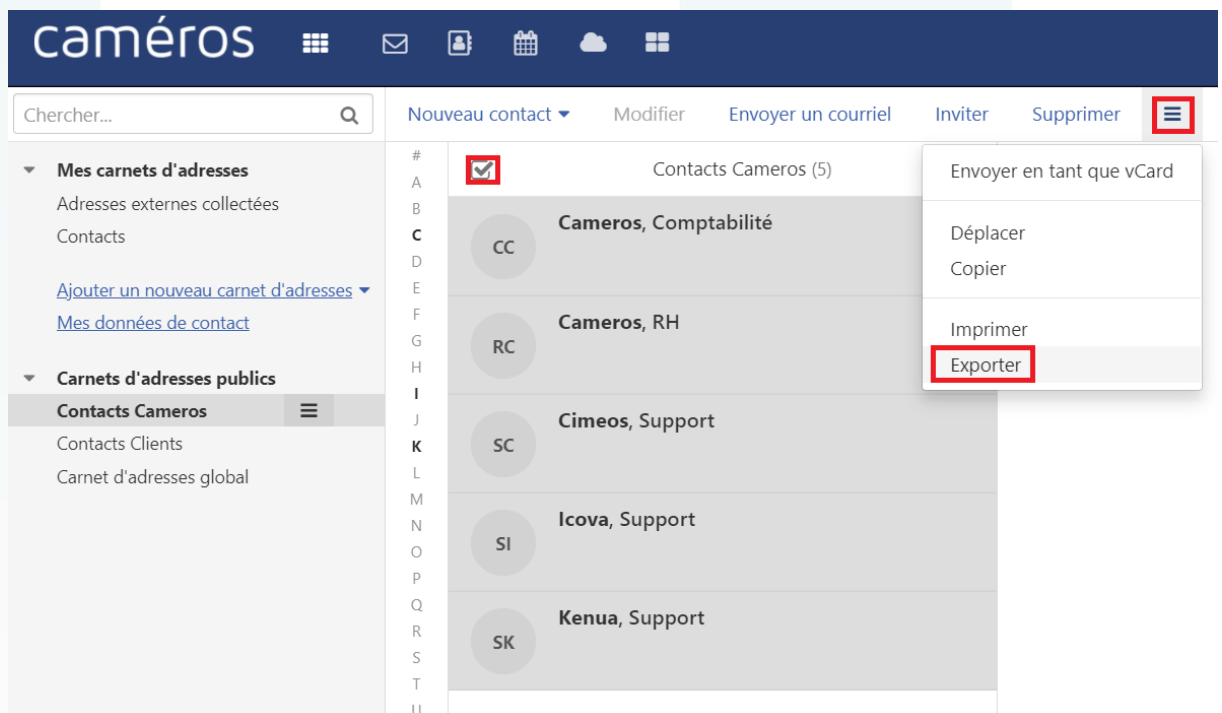 caméros
Chercher...
Nouveau contact
Modifier
Envoyer un courriel
Inviter
Supprimer
Mes carnets d'adresses
Adresses externes collectées
Contacts
Ajouter un nouveau carnet d'adresses
Mes données de contact
Carnets d'adresses publics
Contacts Cameros
Contacts Clients
Carnet d'adresses global
#
A
B
C
D
E
F
G
H
I
J
K
L
M
N
O
P
Q
R
S
T
U
Contacts Cameros (5)
CC
Cameros, Comptabilité
RC
Cameros, RH
SC
Cimeos, Support
SI
Icova, Support
SK
Kenua, Support
Envoyer en tant que vCard
Déplacer
Copier
Imprimer
Exporter